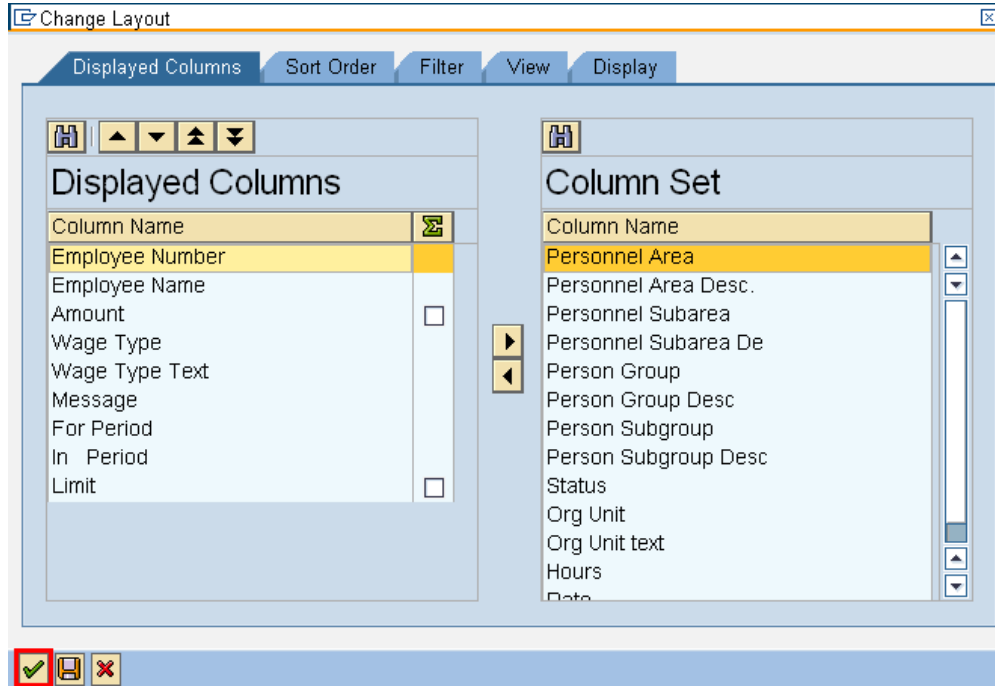 Change Layout
Displayed Columns Sort Order Filter View Display
Displayed Columns
Column Name
Employee Number
Employee Name
Amount
Wage Type
Wage Type Text
Message
For Period
In Period
Limit
Column Set
Column Name
Personnel Area
Personnel Area Desc.
Personnel Subarea
Personnel Subarea De
Person Group
Person Group Desc
Person Subgroup
Person Subgroup Desc
Status
Org Unit
Org Unit text
Hours